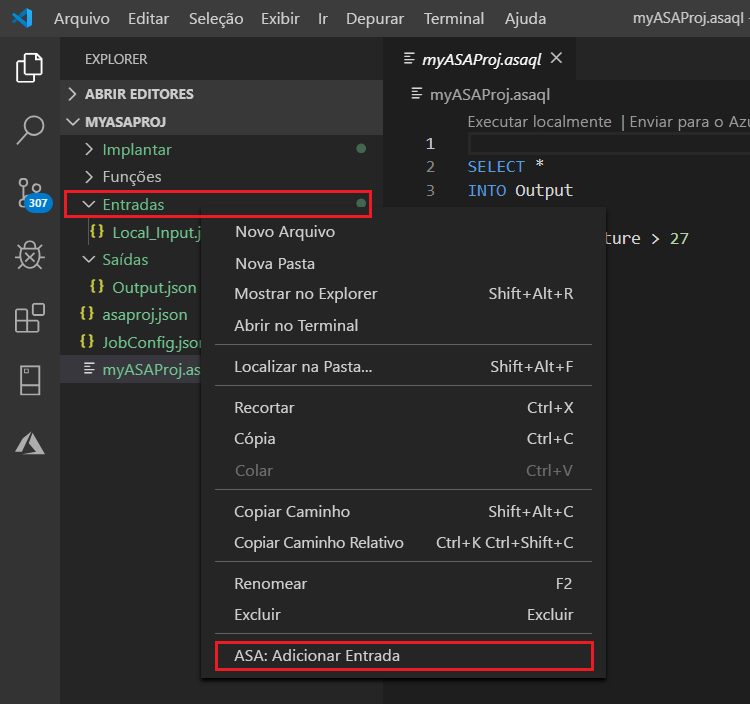 Arquivo Editar Seleção Exibir Ir Depurar Terminal Ajuda myASAProj.asaql -
EXPLORER
ABRIR EDITORES
MYASAPROJ
Implantar
Funções
Entradas
Local_Input.j
Saídas
Output.json
asaproj.json
JobConfig.json
myASAProj.as
307
myASAProj.asaql
myASAProj.asaql
Executar localmente | Enviar para o Azu
1
2 SELECT *
3 INTO Output
ture > 27
Novo Arquivo
Nova Pasta
Mostrar no Explorer Shift+Alt+R
Abrir no Terminal
Localizar na Pasta... Shift+Alt+F
Recortar Ctrl+X
Cópia Ctrl+C
Colar Ctrl+V
Copiar Caminho Shift+Alt+C
Copiar Caminho Relativo Ctrl+K Ctrl+Shift+C
Renomear F2
Excluir Excluir
ASA: Adicionar Entrada